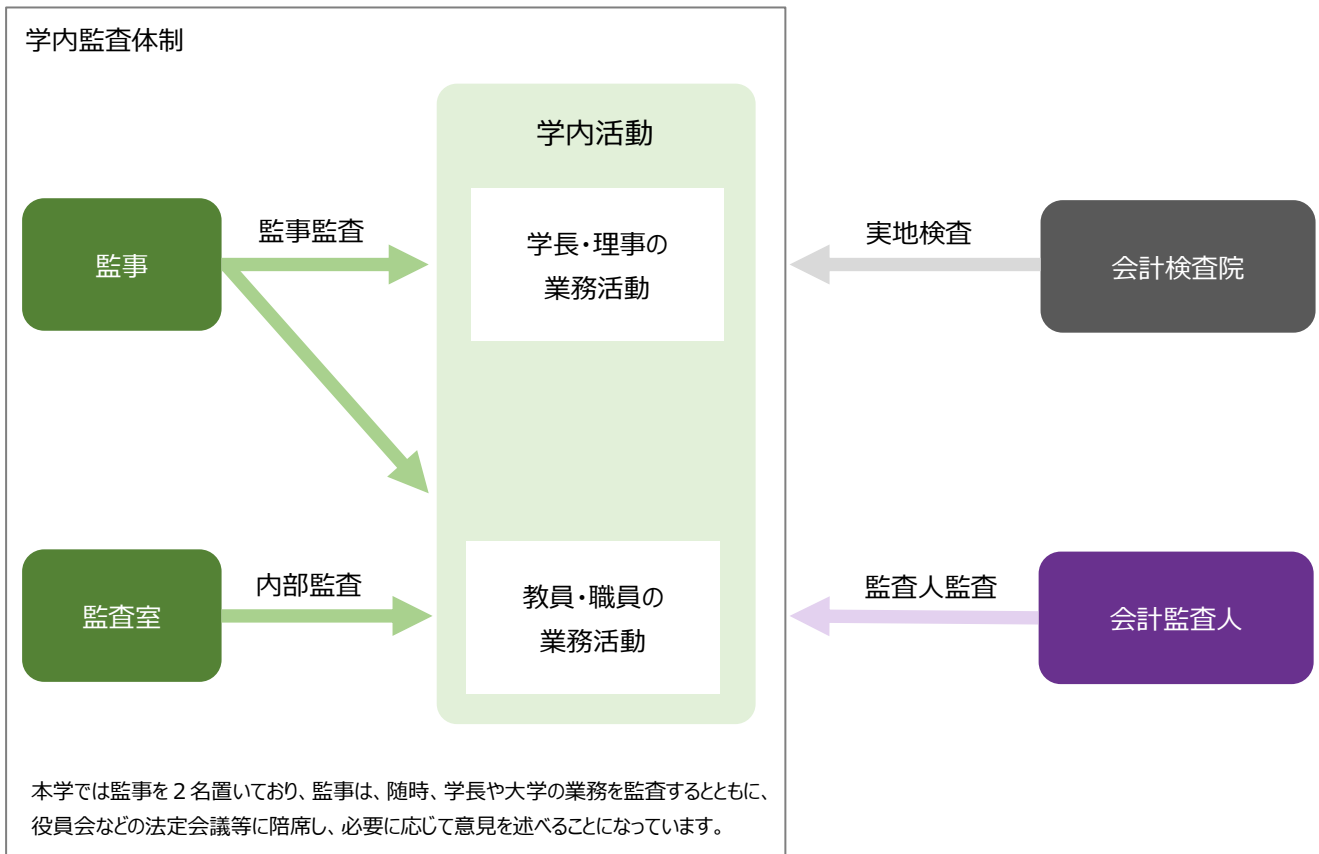 学内監査体制
学内活動
監事
監事監査
学長・理事の
業務活動
実地検査
会計検査院
監査室
内部監査
教員・職員の
業務活動
監査人監査
会計監査人
本学では監事を２名置いており、監事は、随時、学長や大学の業務を監査するとともに、
役員会などの法定会議等に陪席し、必要に応じて意見を述べることになっています。